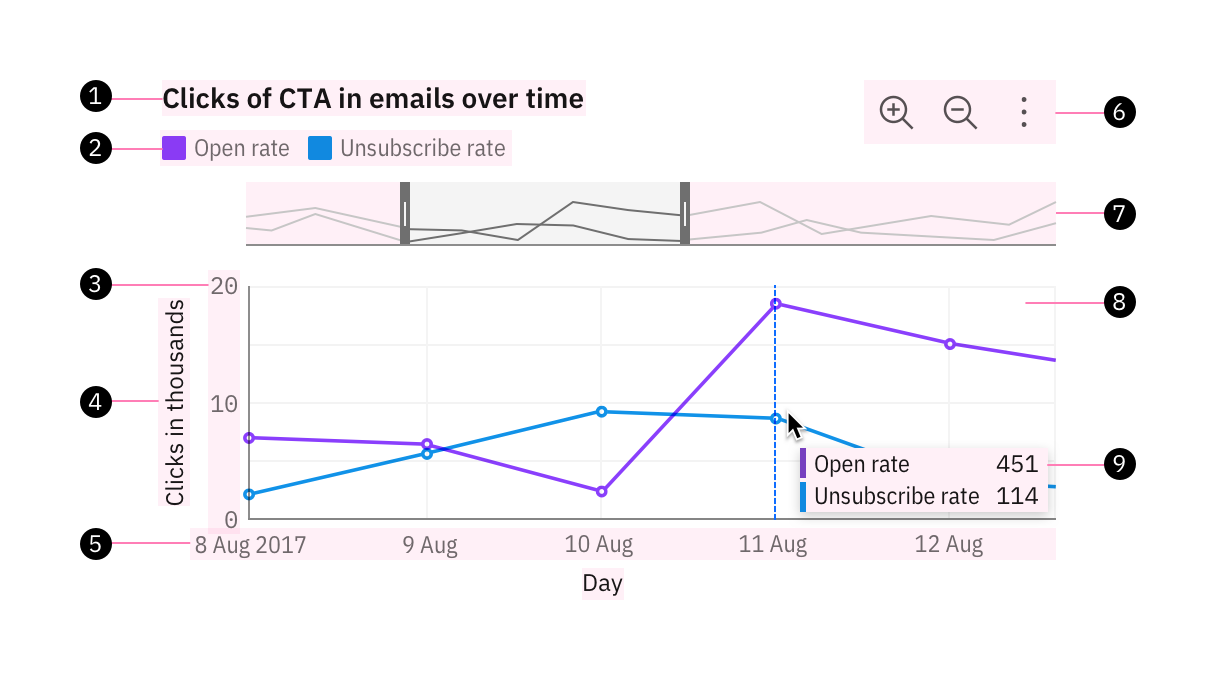 1 Clicks of CTA in emails over time 6
2 Open rate Unsubscribe rate
7
3 20
8
4 Clicks in thousands
10
Open rate 451 9
Unsubscribe rate 114
0
5 8 Aug 2017 9 Aug 10 Aug 11 Aug 12 Aug
Day